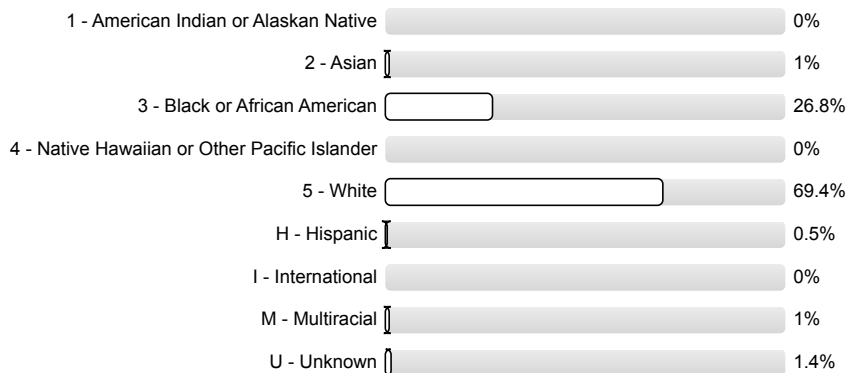 1 - American Indian or Alaskan Native 0%
2 - Asian 1%
3 - Black or African American 26.8%
4 - Native Hawaiian or Other Pacific Islander 0%
5 - White 69.4%
H - Hispanic 0.5%
I - International 0%
M - Multiracial 1%
U - Unknown 1.4%